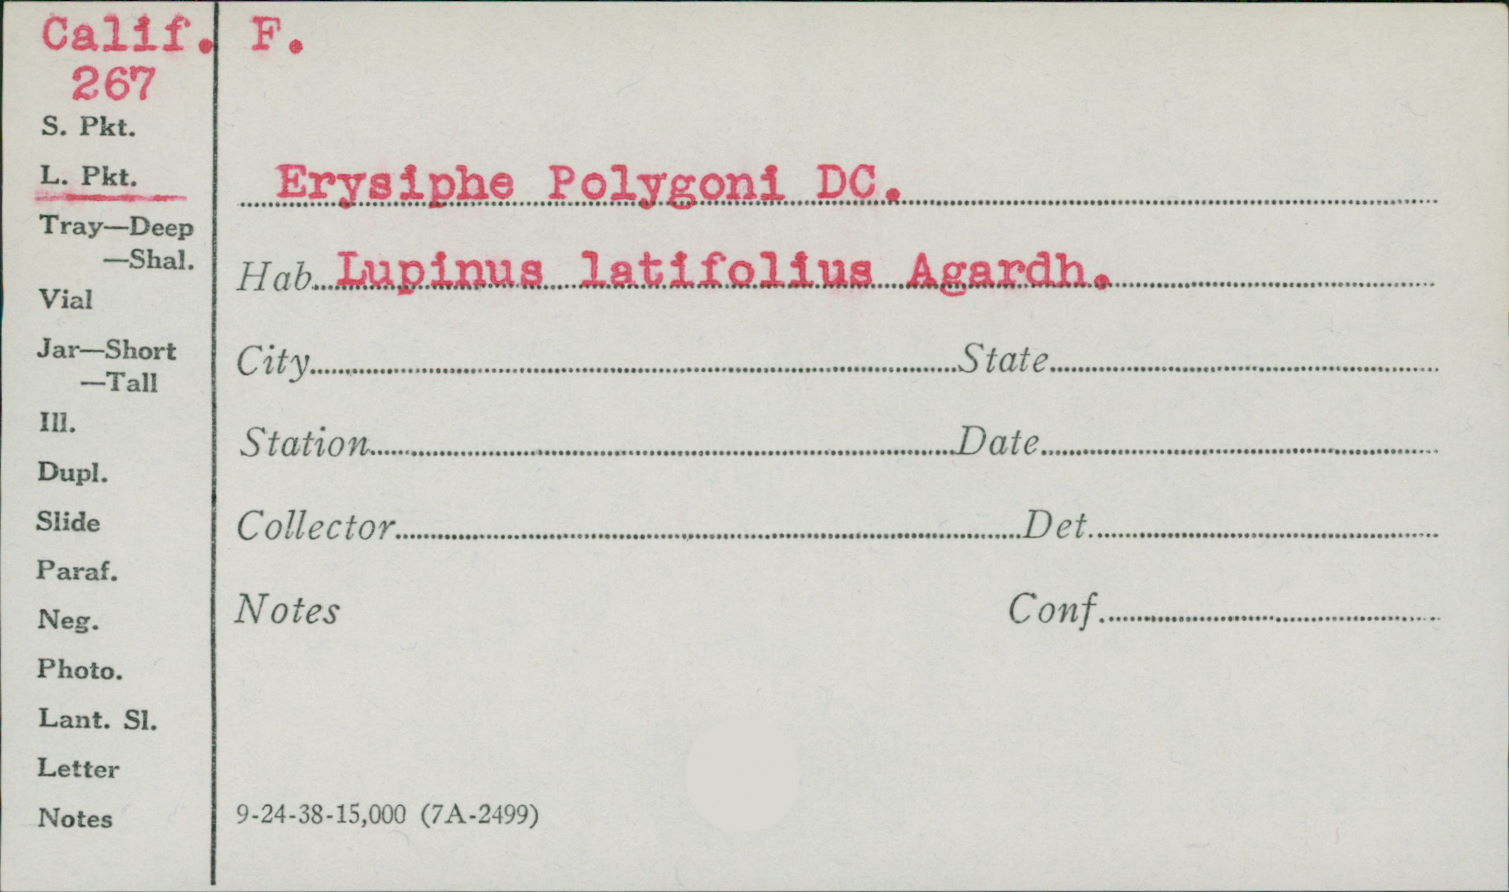 Calif. F.
267
S. Pkt.
L. Pkt.
Erysiphe Polygoni DC.
Tray—Deep
—Shal.
Hab. Lupinus latifolius Agardh.
Vial
Jar—Short
—Tall
City State
Ill.
Station Date
Dupl.
Slide
Collector Det.
Paraf.
Neg.
Notes Conf.
Photo.
Lant. Sl.
Letter
Notes
9-24-38-15,000 (7A-2499)